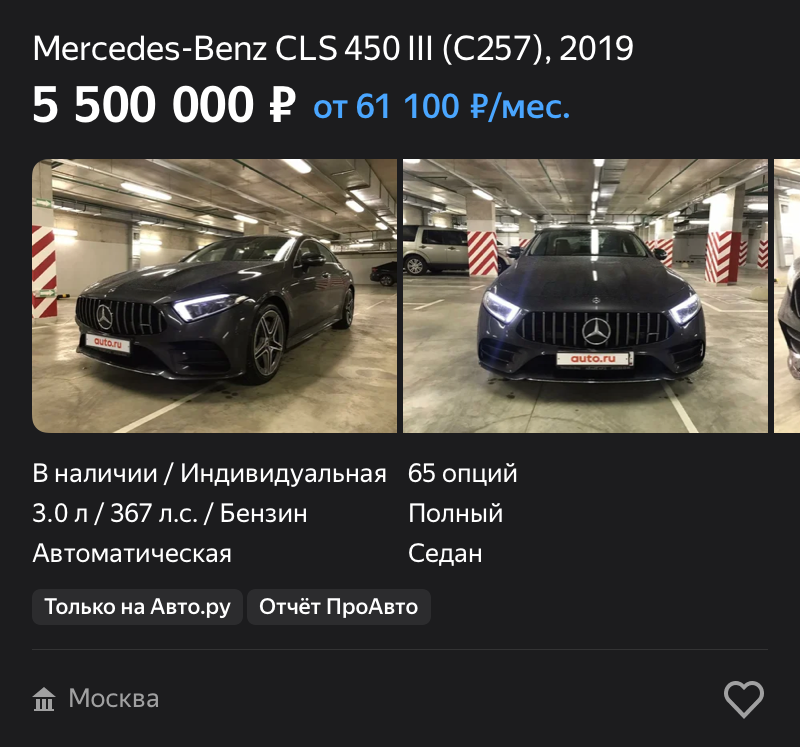 Mercedes-Benz CLS 450 III (C257), 2019
5 500 000 ₽ от 61 100 ₽/мес.
auto.ru
auto.ru
В наличии / Индивидуальная 65 опций
3.0 л / 367 л.с. / Бензин Полный
Автоматическая Седан
Только на Авто.ру Отчёт ПроАвто
Москва